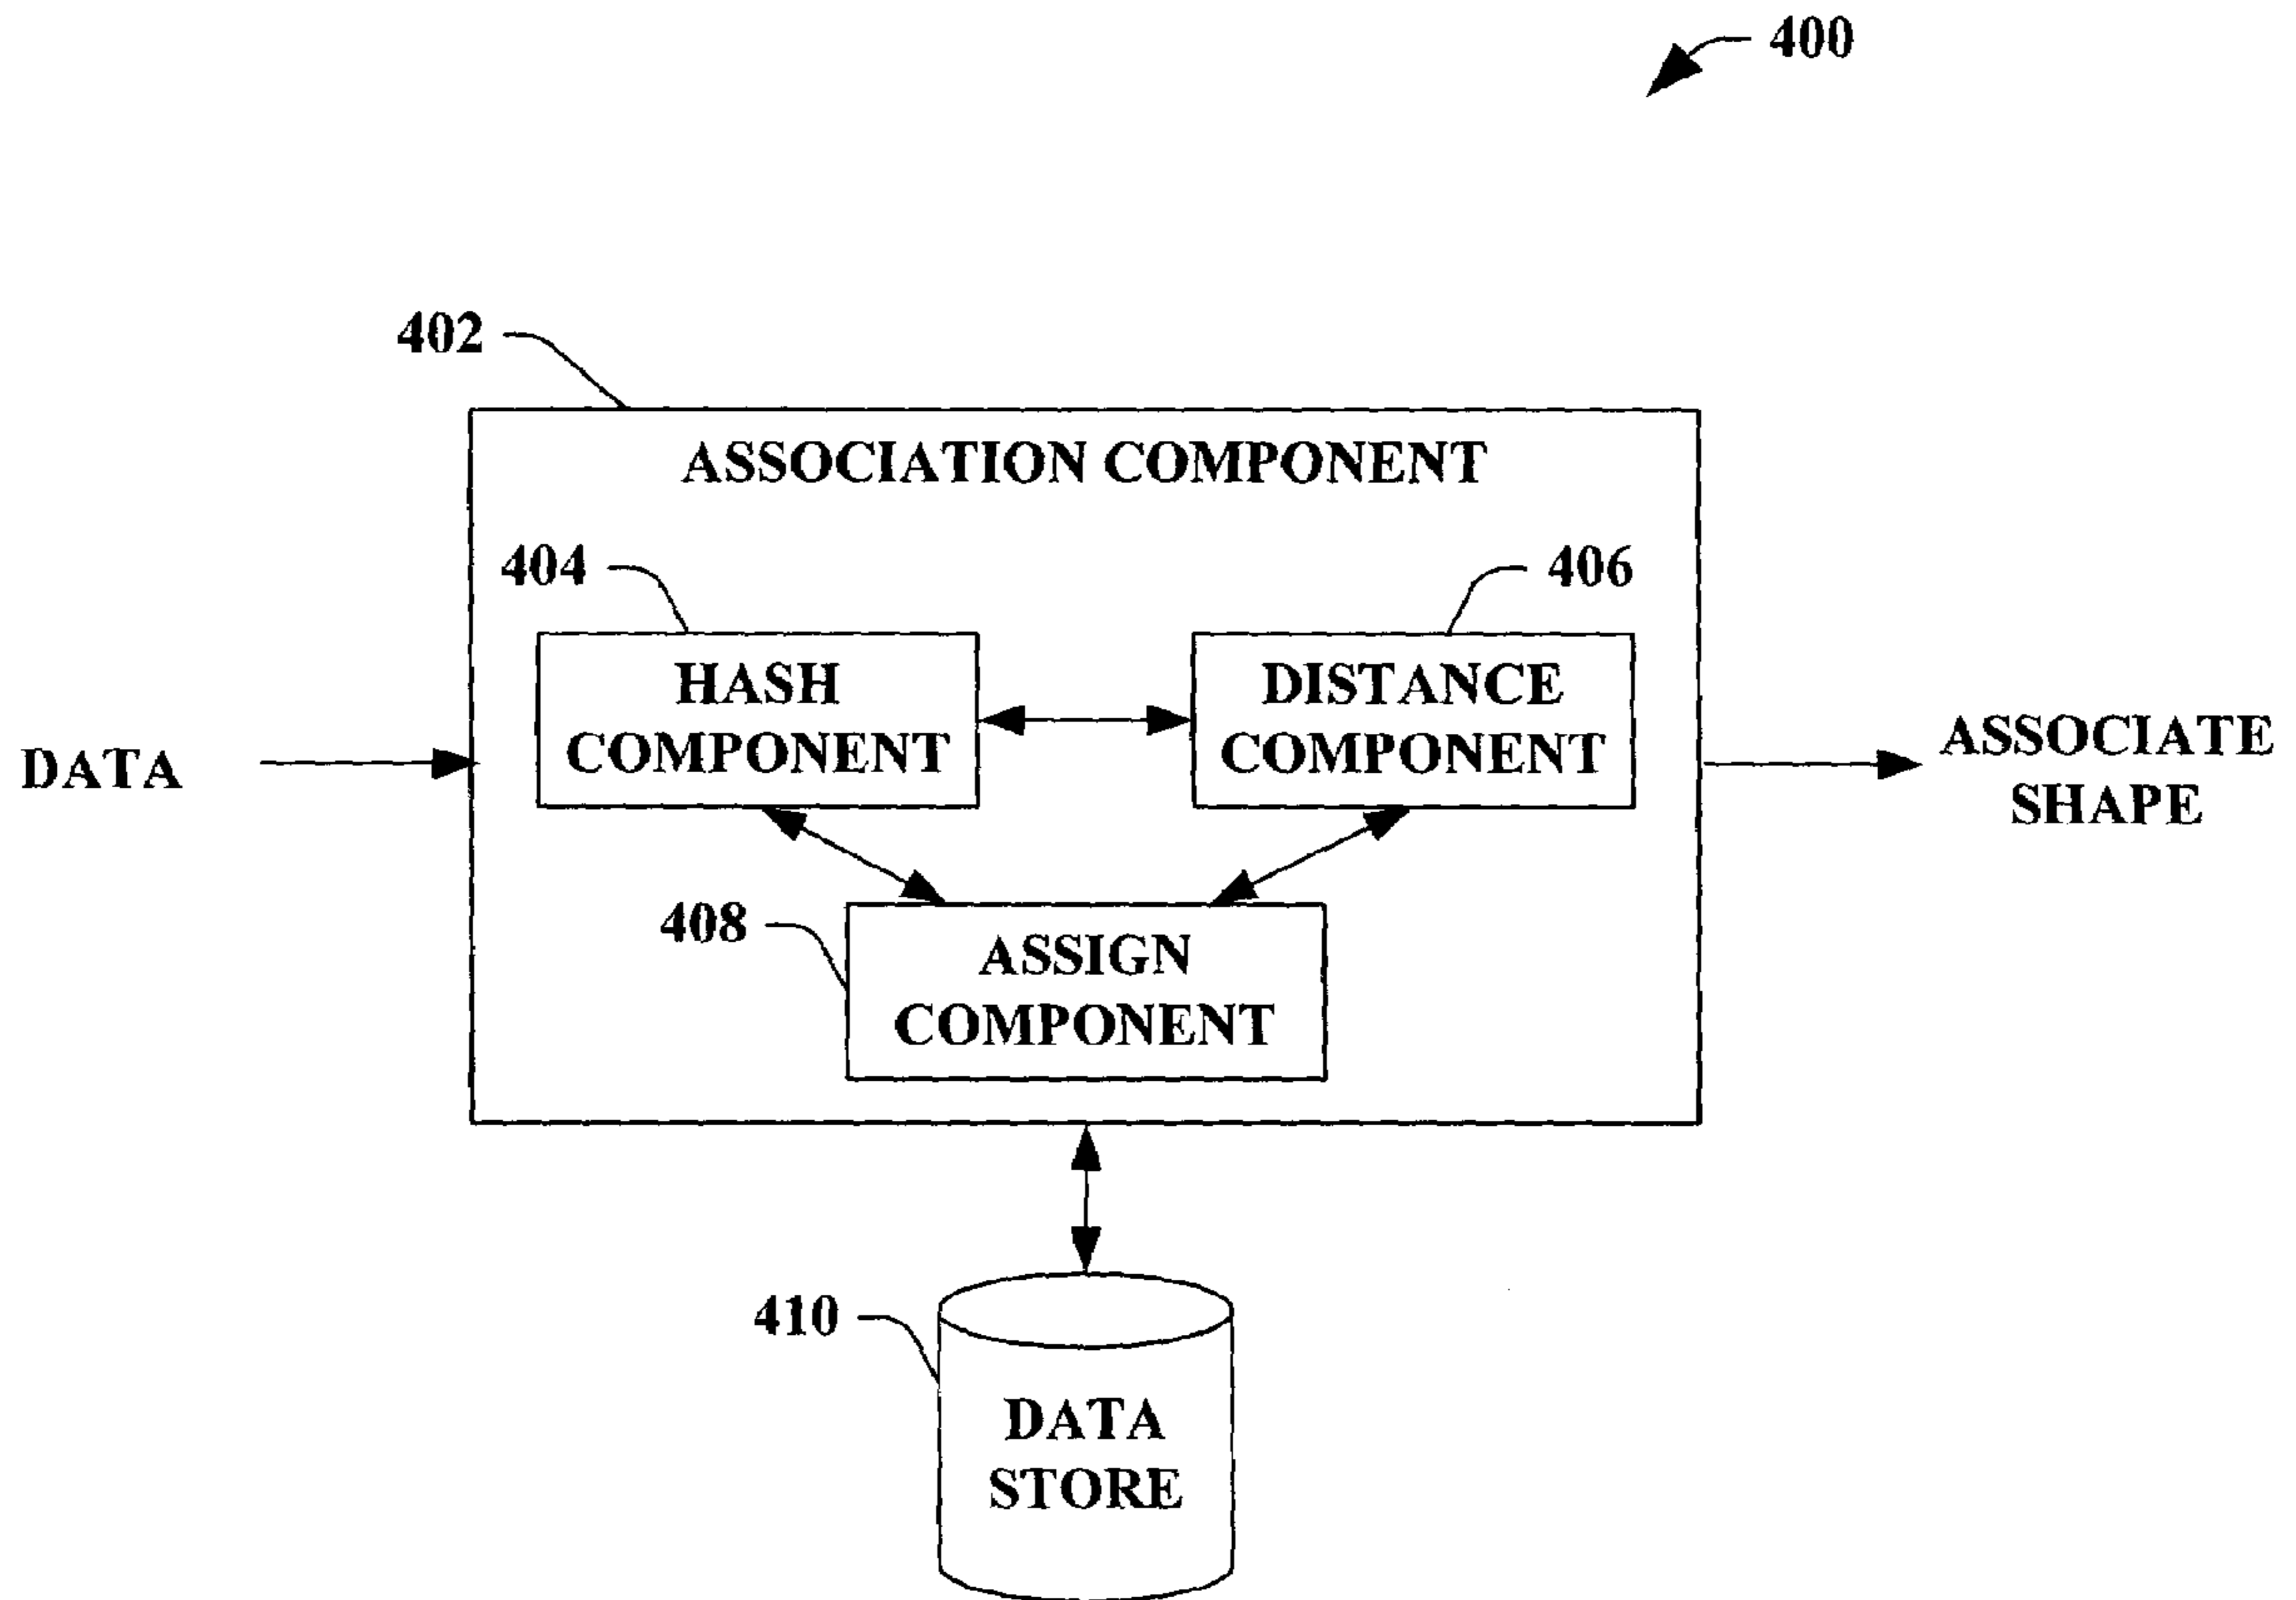 400
402
ASSOCIATION COMPONENT
404
406
HASH
COMPONENT
DISTANCE
COMPONENT
DATA
ASSOCIATE
SHAPE
408
ASSIGN
COMPONENT
410
DATA
STORE